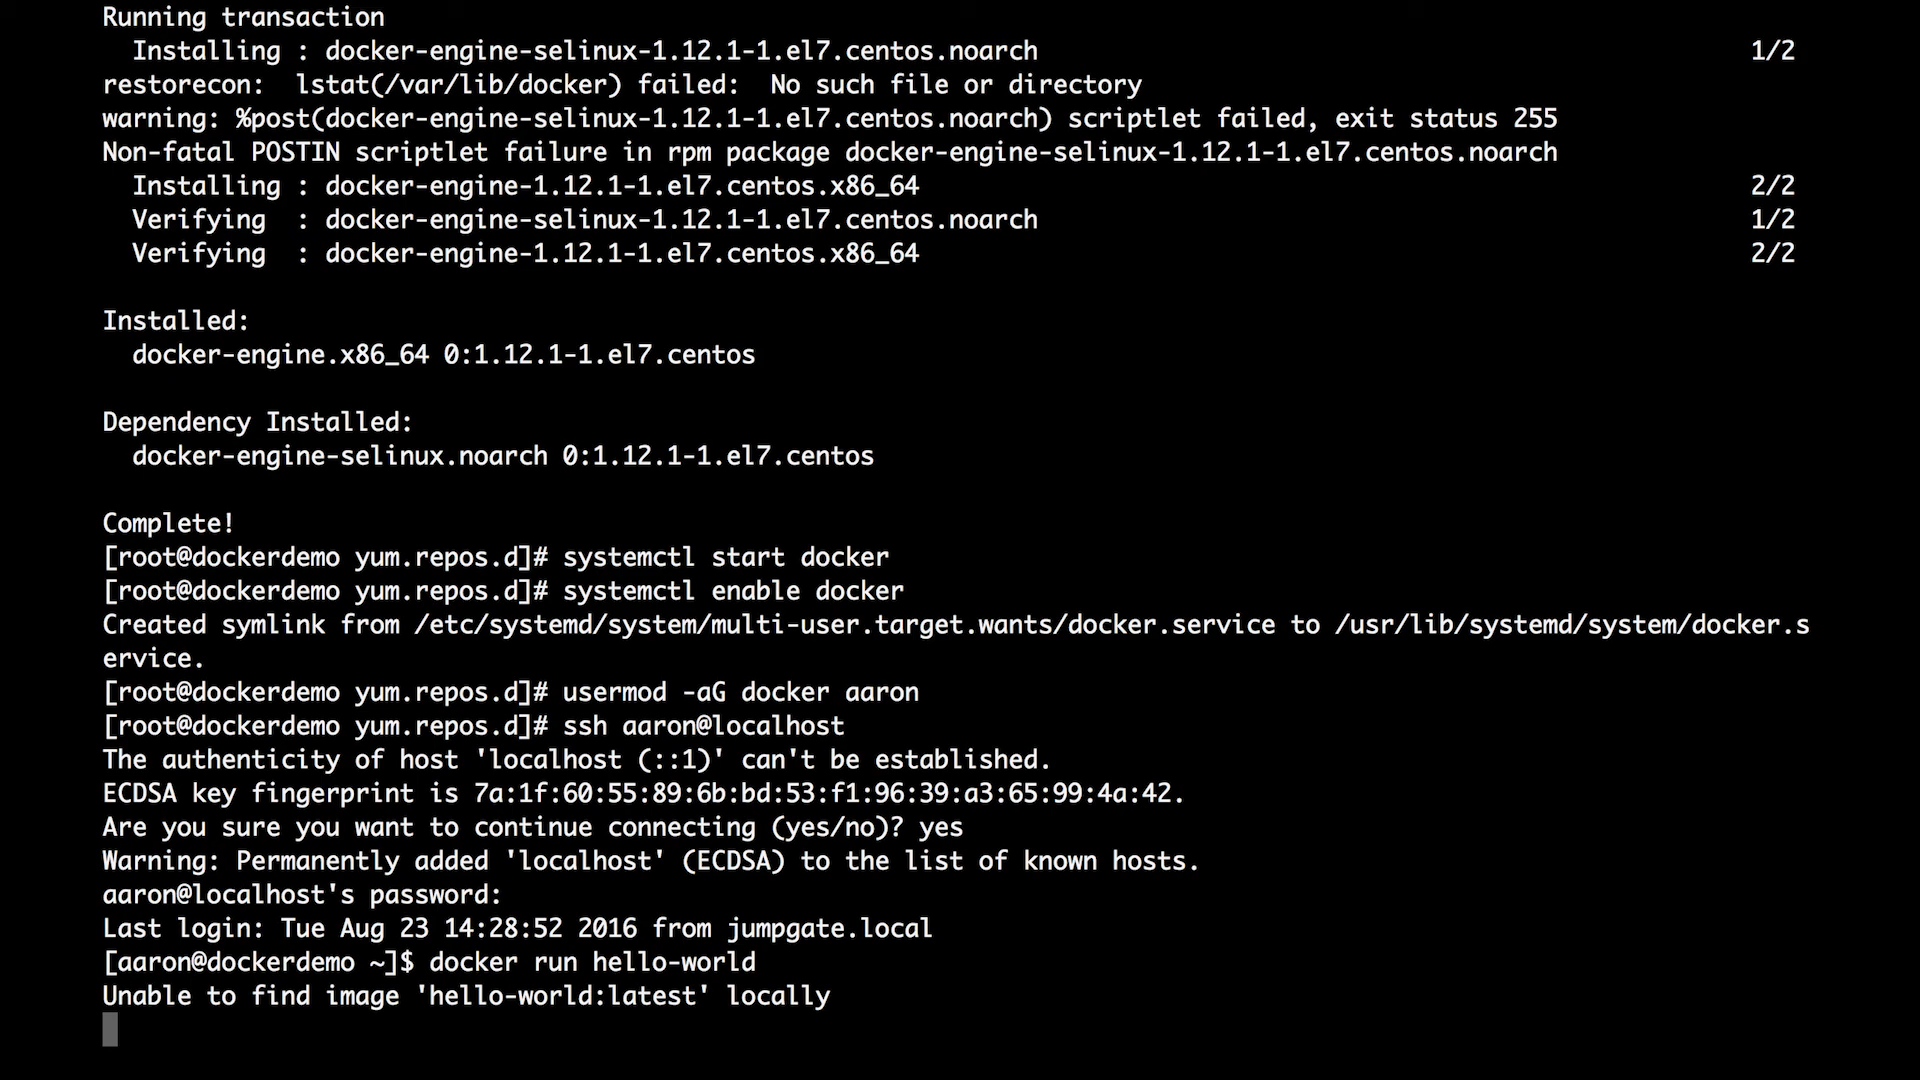 Running transaction
  Installing : docker-engine-selinux-1.12.1-1.el7.centos.noarch 1/2
restorecon:  lstat(/var/lib/docker) failed:  No such file or directory
warning: %post(docker-engine-selinux-1.12.1-1.el7.centos.noarch) scriptlet failed, exit status 255
Non-fatal POSTIN scriptlet failure in rpm package docker-engine-selinux-1.12.1-1.el7.centos.noarch
  Installing : docker-engine-1.12.1-1.el7.centos.x86_64 2/2
  Verifying  : docker-engine-selinux-1.12.1-1.el7.centos.noarch 1/2
  Verifying  : docker-engine-1.12.1-1.el7.centos.x86_64 2/2

Installed:
  docker-engine.x86_64 0:1.12.1-1.el7.centos

Dependency Installed:
  docker-engine-selinux.noarch 0:1.12.1-1.el7.centos

Complete!
[root@dockerdemo yum.repos.d]# systemctl start docker
[root@dockerdemo yum.repos.d]# systemctl enable docker
Created symlink from /etc/systemd/system/multi-user.target.wants/docker.service to /usr/lib/systemd/system/docker.s
ervice.
[root@dockerdemo yum.repos.d]# usermod -aG docker aaron
[root@dockerdemo yum.repos.d]# ssh aaron@localhost
The authenticity of host 'localhost (::1)' can't be established.
ECDSA key fingerprint is 7a:1f:60:55:89:6b:bd:53:f1:96:39:a3:65:99:4a:42.
Are you sure you want to continue connecting (yes/no)? yes
Warning: Permanently added 'localhost' (ECDSA) to the list of known hosts.
aaron@localhost's password:
Last login: Tue Aug 23 14:28:52 2016 from jumpgate.local
[aaron@dockerdemo ~]$ docker run hello-world
Unable to find image 'hello-world:latest' locally